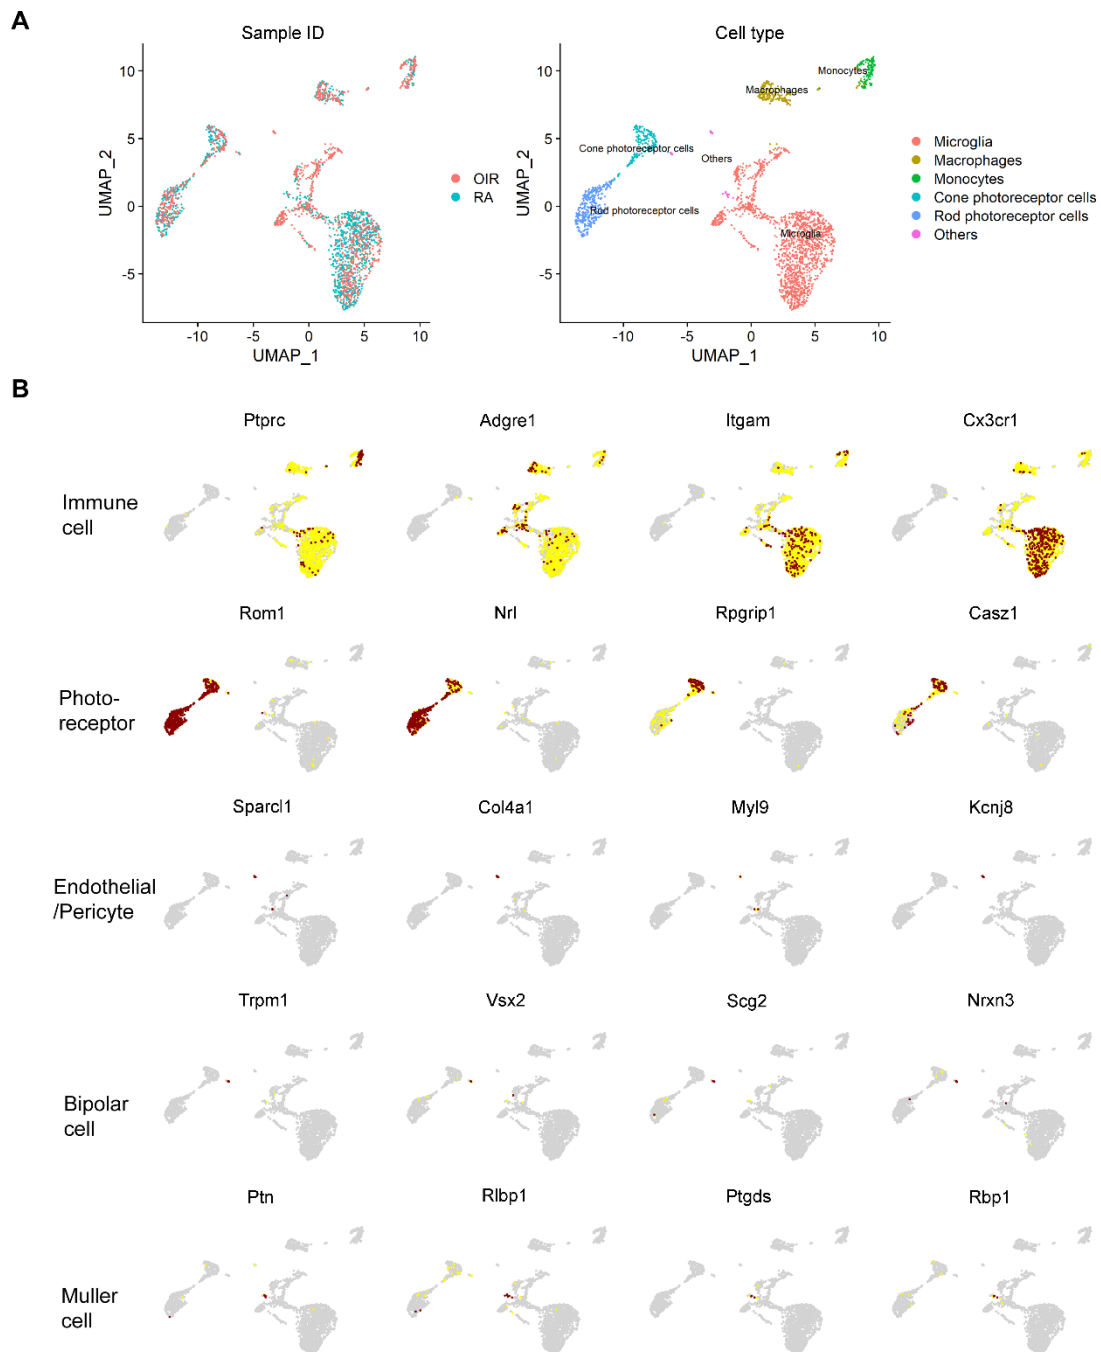 A
Sample ID
Cell type
10
5
0
-5
UMAP_2
-10
-5
0
5
10
UMAP_1
OIR
RA
10
5
0
-5
UMAP_2
-10
-5
0
5
10
UMAP_1
Monocytes
Macrophages
Cone photoreceptor cells
Others
Rod photoreceptor cells
Microglia
Microglia
Macrophages
Monocytes
Cone photoreceptor cells
Rod photoreceptor cells
Others
B
Ptprc
Adgre1
Itgam
Cx3cr1
Immune
cell
Rom1
Nrl
Rpgrip1
Casz1
Photo-
receptor
Sparcl1
Col4a1
Myl9
Kcnj8
Endothelial
/Pericyte
Trpm1
Vsx2
Scg2
Nrxn3
Bipolar
cell
Ptn
Rlbp1
Ptgds
Rbp1
Muller
cell